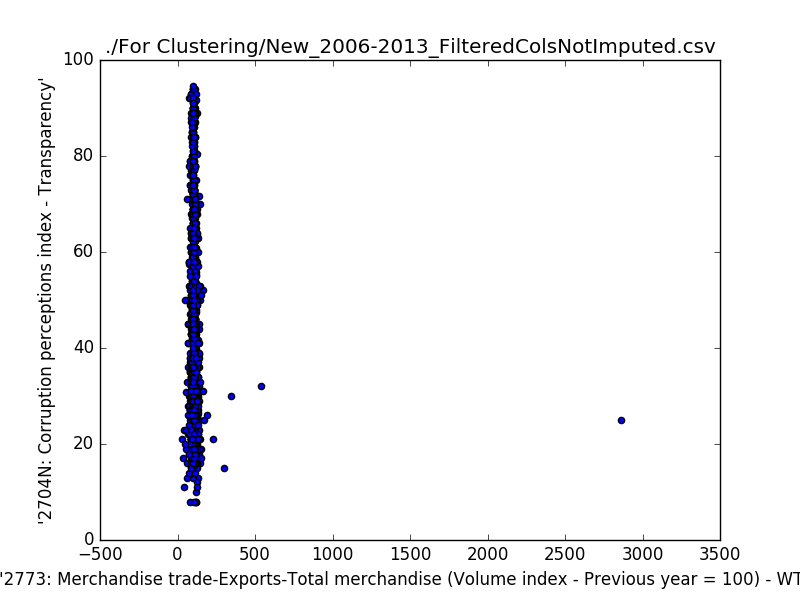 ./For Clustering/New_2006-2013_FilteredColsNotImputed.csv
100
80
60
40
20
0
'2704N: Corruption perceptions index - Transparency'
−500 0 500 1000 1500 2000 2500 3000 3500
'2773: Merchandise trade-Exports-Total merchandise (Volume index - Previous year = 100) - WT